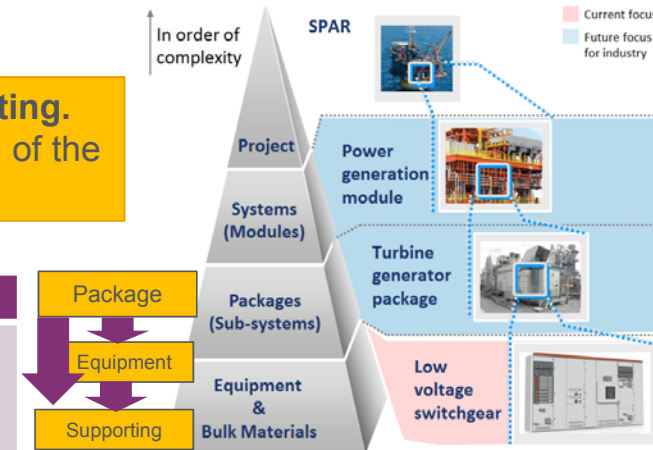 In order of
complexity
SPAR
Current focus
Future focus
for industry
ting.
of the
Project
Power
generation
module
Systems
(Modules)
Turbine
generator
package
Packages
(Sub-systems)
Package
Equipment
Supporting
Equipment
&
Bulk Materials
Low
voltage
switchgear